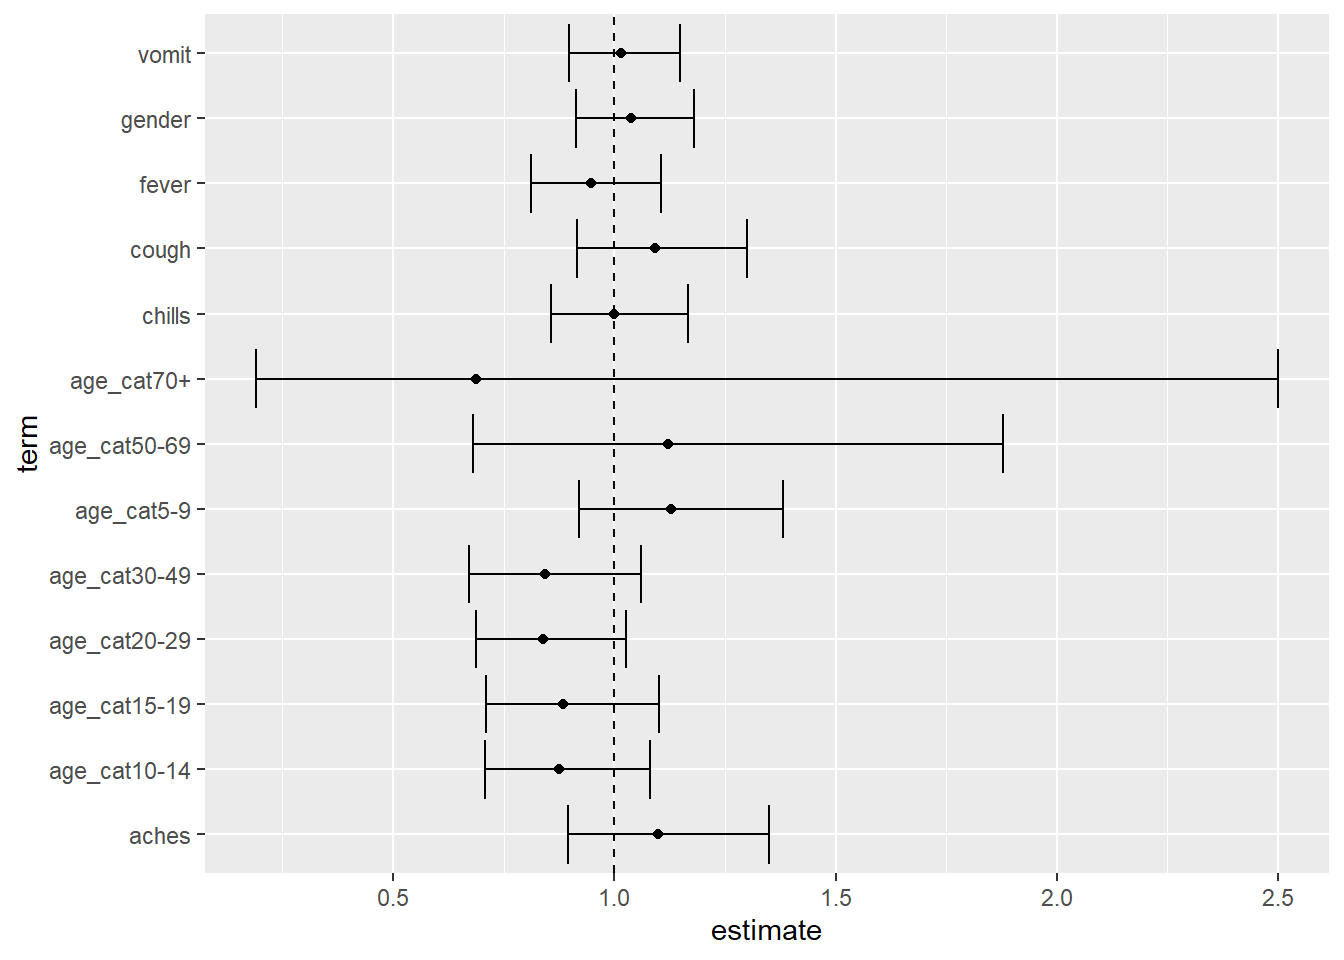 vomit
gender
fever
cough
chills
age_cat70+
age_cat50-69
age_cat5-9
age_cat30-49
age_cat20-29
age_cat15-19
age_cat10-14
aches
term
0.5 1.0 1.5 2.0 2.5
estimate